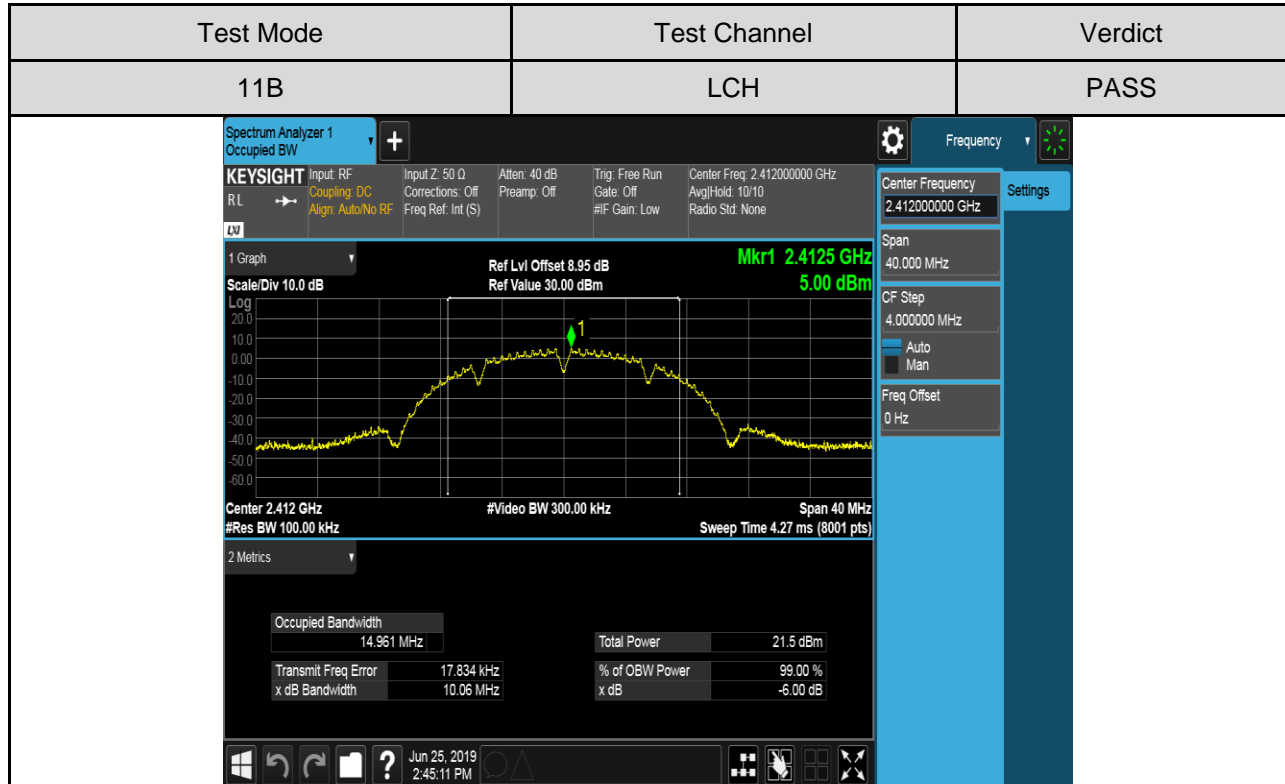 Test Mode Test Channel Verdict
11B LCH PASS
Spectrum Analyzer 1
Occupied BW
+
Frequency
KEYSIGHT Input: RF Input Z: 50 Ω Atten: 40 dB Trig: Free Run Center Freq: 2.412000000 GHz
RL Coupling: DC Corrections: Off Preamp: Off Gate: Off Avg|Hold: 10/10
Align: Auto/No RF Freq Ref: Int (S) #IF Gain: Low Radio Std: None
LXI
Center Frequency
2.412000000 GHz
Settings
Span
40.000 MHz
CF Step
4.000000 MHz
Auto
Man
Freq Offset
0 Hz
1 Graph Ref Lvl Offset 8.95 dB Mkr1 2.4125 GHz
Scale/Div 10.0 dB Ref Value 30.00 dBm 5.00 dBm
Log
20.0
1
10.0
0.00
-10.0
-20.0
-30.0
-40.0
-50.0
-60.0
Center 2.412 GHz #Video BW 300.00 kHz Span 40 MHz
#Res BW 100.00 kHz Sweep Time 4.27 ms (8001 pts)
2 Metrics
Occupied Bandwidth
14.961 MHz Total Power 21.5 dBm
Transmit Freq Error 17.834 kHz % of OBW Power 99.00 %
x dB Bandwidth 10.06 MHz x dB -6.00 dB
? Jun 25, 2019
2:45:11 PM